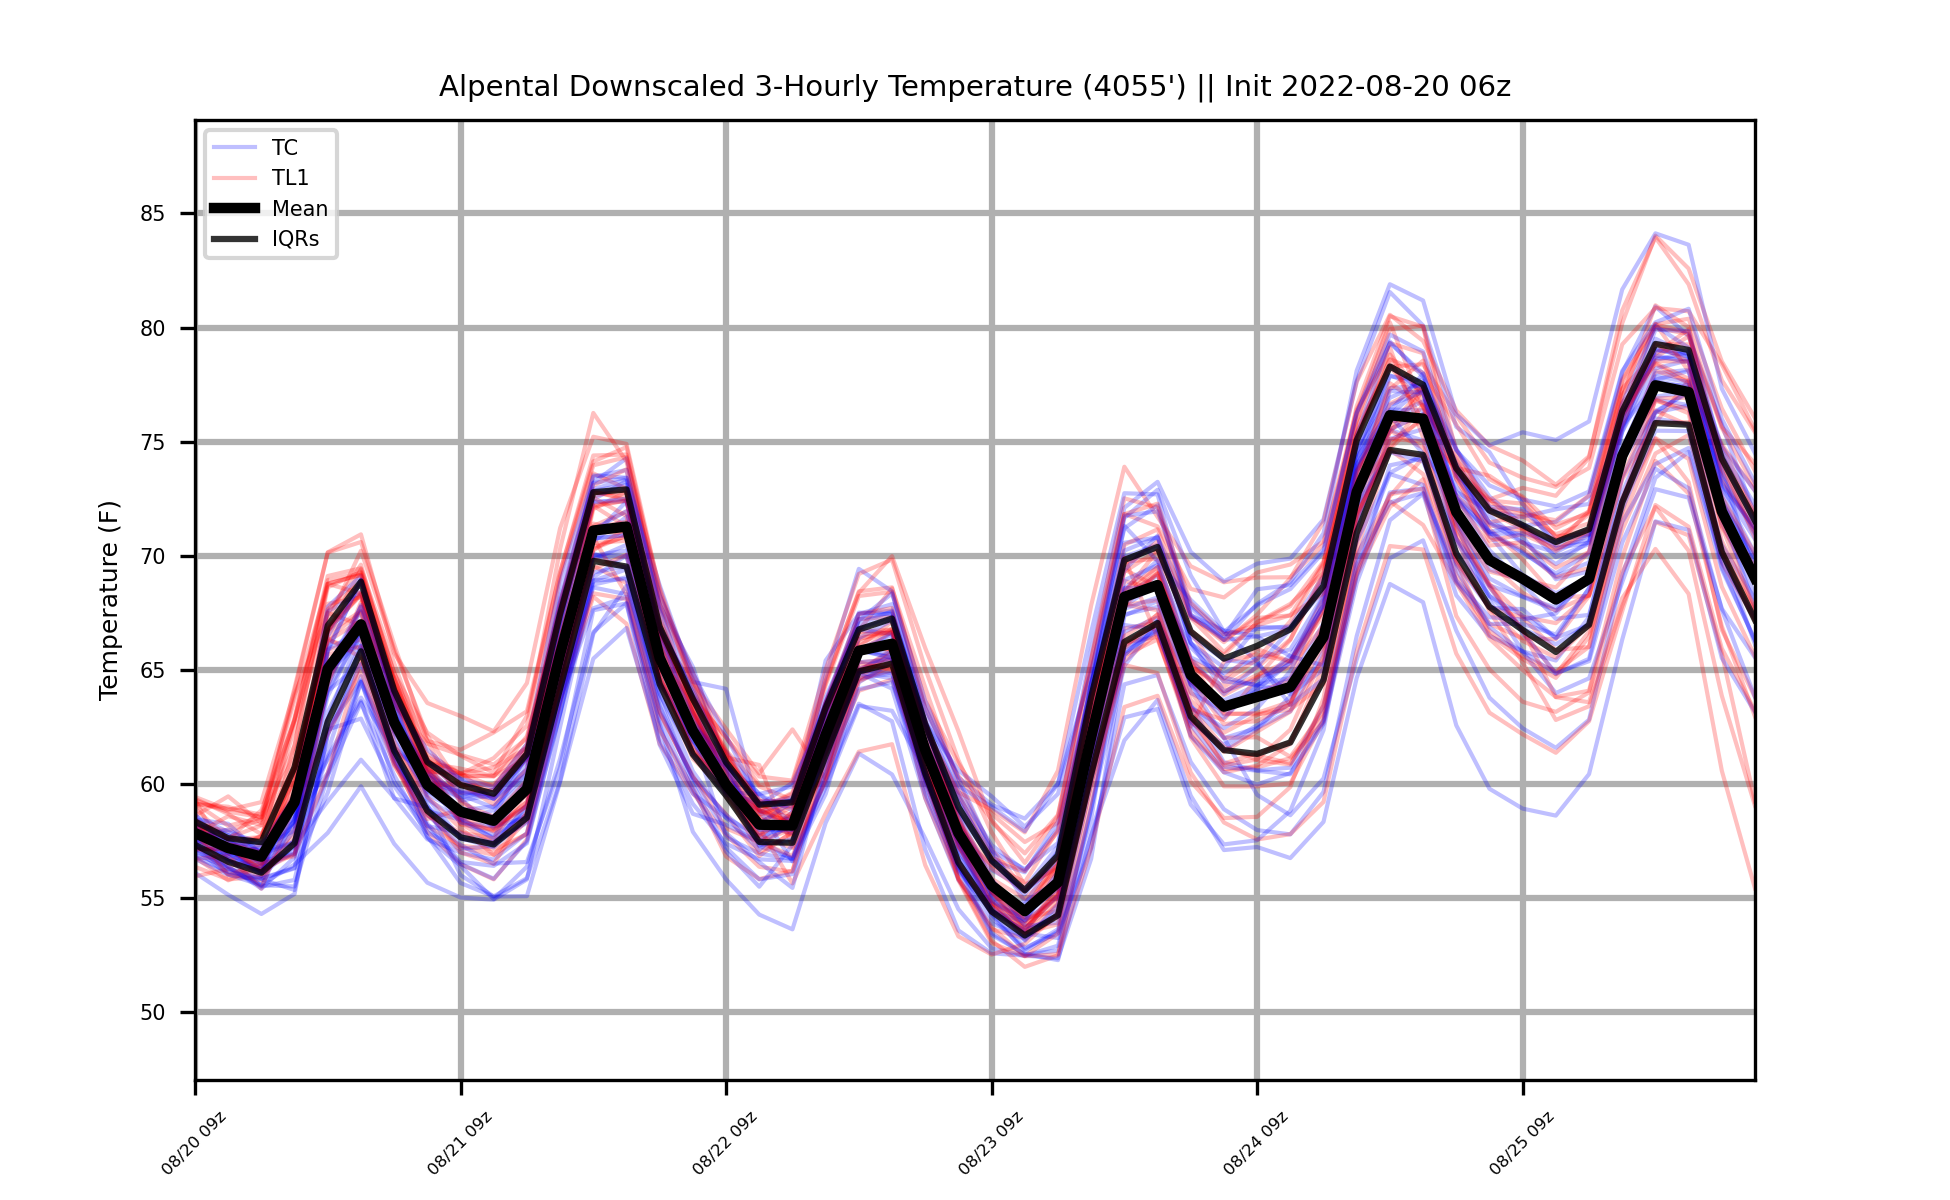 Alpental Downscaled 3-Hourly Temperature (4055') || Init 2022-08-20 06z
TC
TL1
Mean
IQRs
Temperature (F)
85
80
75
70
65
60
55
50
08/20 09z
08/21 09z
08/22 09z
08/23 09z
08/24 09z
08/25 09z